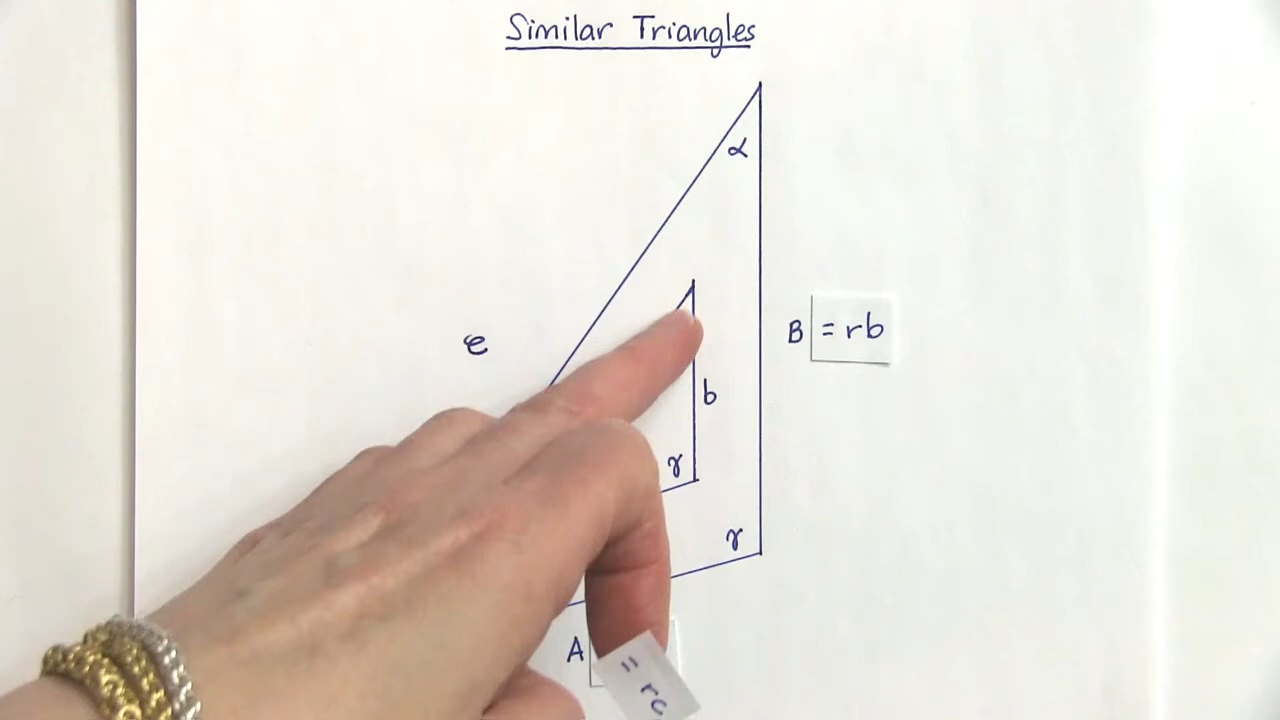 Similar Triangles
α
B = rb
b
γ
γ
A
= rc